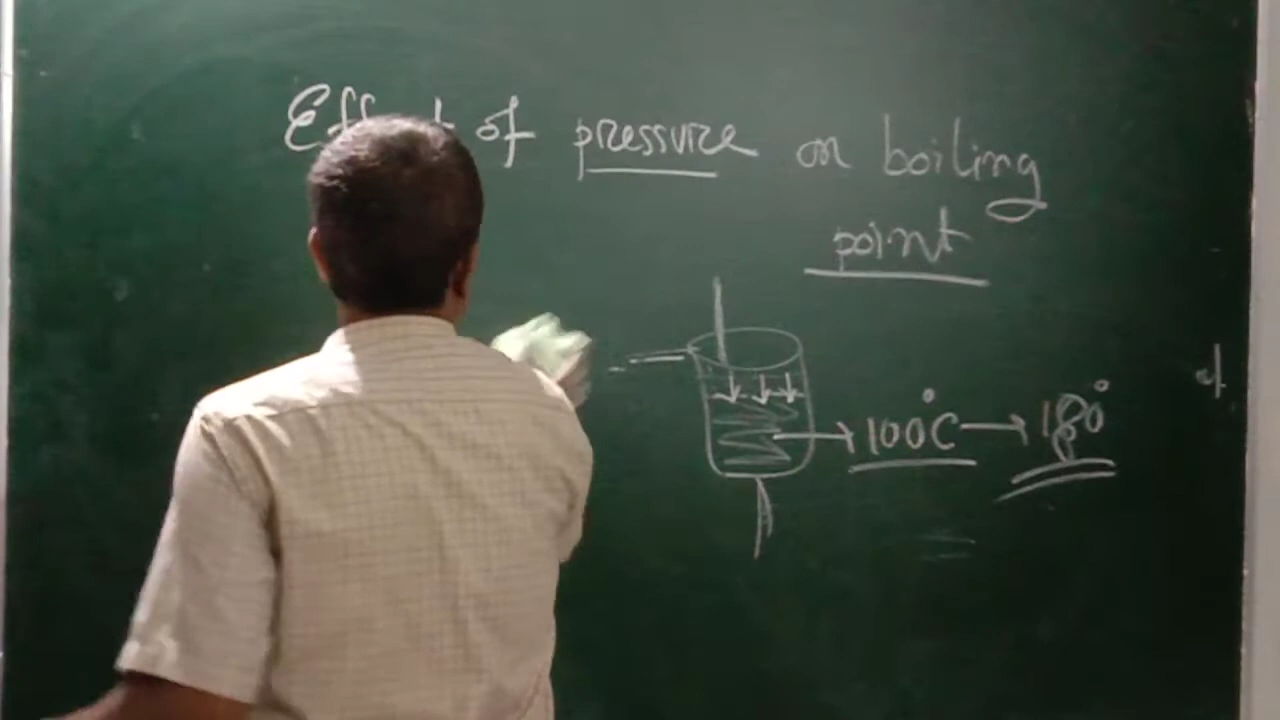 of pressure on boiling
point
100°C → 180°